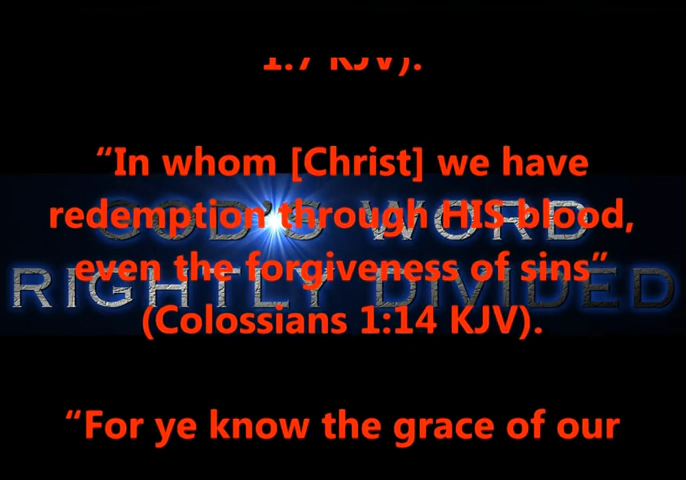 1:7 KJV).
“In whom [Christ] we have
redemption through HIS blood,
even the forgiveness of sins”
(Colossians 1:14 KJV).
“For ye know the grace of our
GOD'S WORD
RIGHTLY DIVIDED